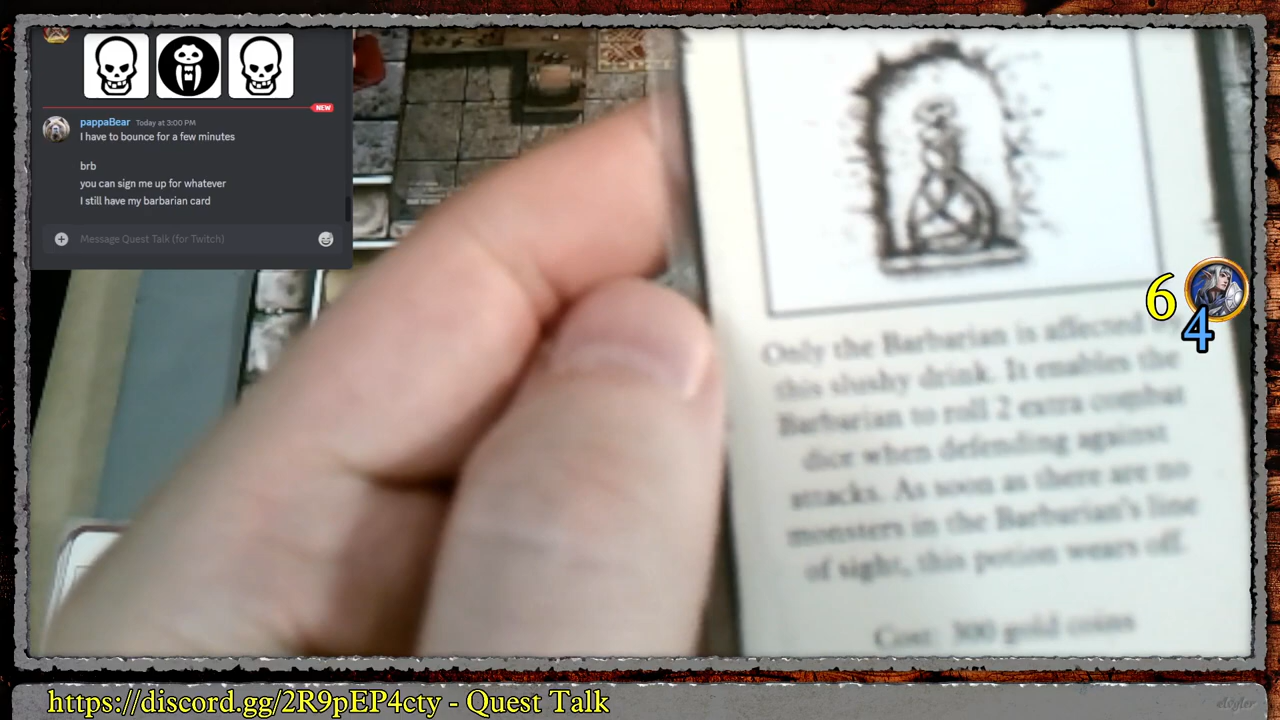 NEW
pappaBear Today at 3:00 PM
I have to bounce for a few minutes
brb
you can sign me up for whatever
I still have my barbarian card
Message Quest Talk (for Twitch)
Only the Barbarian is affected
this slushy drink. It enables the
Barbarian to roll 2 extra combat
dice when defending against
attacks. As soon as there are no
monsters in the Barbarian's line
of sight, this potion wears off.
Cost: 300 gold coins
6
4
https://discord.gg/2R9pEP4cty - Quest Talk